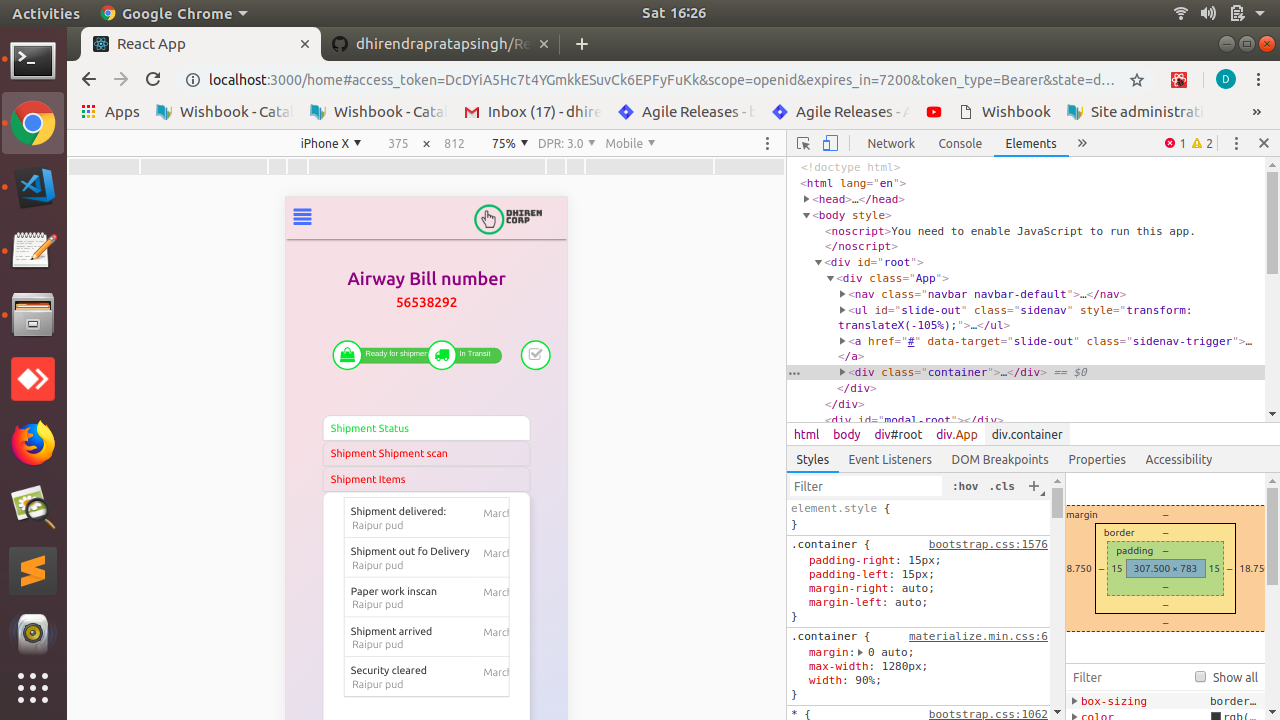 Activities
Google Chrome
Sat 16:26
React App
dhirendrapratapsingh/Re
localhost:3000/home#access_token=DcDYiA5Hc7t4YGmkkESuvCk6EPFyFuKk&scope=openid&expires_in=7200&token_type=Bearer&state=d…
D
Apps
Wishbook - Catal
Wishbook - Catal
Inbox (17) - dhire
Agile Releases - b
Agile Releases - A
Wishbook
Site administrati
»
iPhone X
375 × 812
75%
DPR: 3.0
Mobile
Network
Console
Elements
»
1
2
DHIREN
CORP
Airway Bill number
56538292
Ready for shipmen
In Transit
Shipment Status
Shipment Shipment scan
Shipment Items
Shipment delivered:
March
Raipur pud
Shipment out fo Delivery
March
Raipur pud
Paper work inscan
March
Raipur pud
Shipment arrived
March
Raipur pud
Security cleared
March
Raipur pud
<!doctype html>
<html lang="en">
<head>…</head>
<body style>
<noscript>You need to enable JavaScript to run this app.
</noscript>
<div id="root">
<div class="App">
<nav class="navbar navbar-default">…</nav>
<ul id="slide-out" class="sidenav" style="transform:
translateX(-105%);">…</ul>
<a href="#" data-target="slide-out" class="sidenav-trigger">…
</a>
<div class="container">…</div> == $0
</div>
</div>
<div id="modal-root"></div>
html
body
div#root
div.App
div.container
Styles
Event Listeners
DOM Breakpoints
Properties
Accessibility
Filter
:hov
.cls
+
element.style {
}
.container {
bootstrap.css:1576
padding-right: 15px;
padding-left: 15px;
margin-right: auto;
margin-left: auto;
}
.container {
materialize.min.css:6
margin: 0 auto;
max-width: 1280px;
width: 90%;
}
* {
bootstrap.css:1062
margin
–
border
–
padding
–
8.750
–
15
307.500 × 783
15
–
18.75
–
–
–
Filter
Show all
box-sizing
border…
color
rgb(…